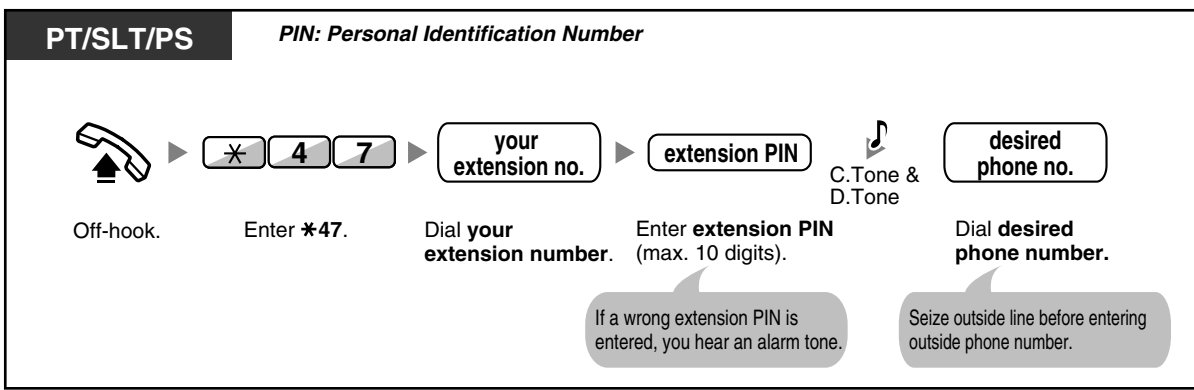 PT/SLT/PS
PIN: Personal Identification Number
* 4 7
your
extension no.
extension PIN
C.Tone &
D.Tone
desired
phone no.
Off-hook.
Enter *47.
Dial your
extension number.
Enter extension PIN
(max. 10 digits).
Dial desired
phone number.
If a wrong extension PIN is
entered, you hear an alarm tone.
Seize outside line before entering
outside phone number.